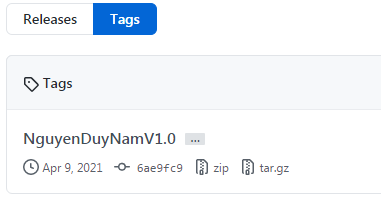 Releases Tags
Tags
NguyenDuyNamV1.0 ...
Apr 9, 2021 6ae9fc9 zip tar.gz